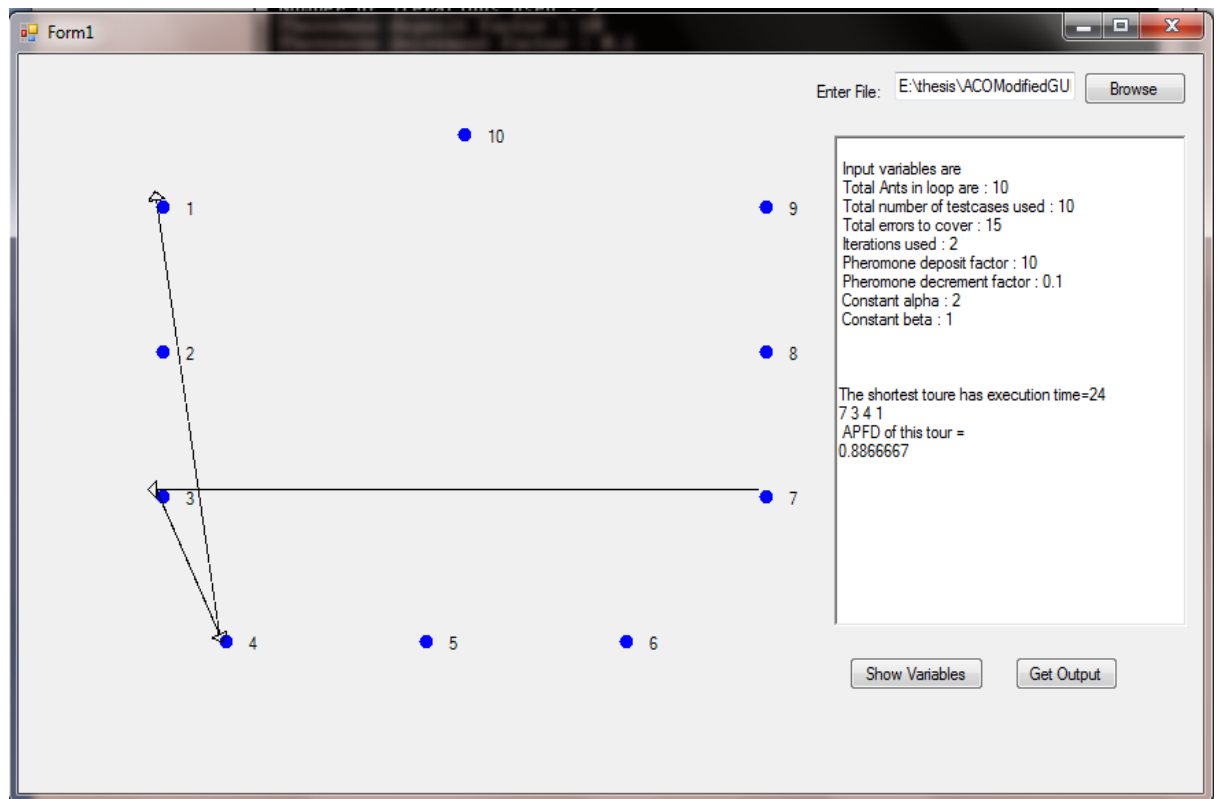 Form1
Enter File: E:\thesis\ACOModifiedGU Browse
10
1
9
2
8
3
7
4
5
6
Input variables are
Total Ants in loop are : 10
Total number of testcases used : 10
Total errors to cover : 15
Iterations used : 2
Pheromone deposit factor : 10
Pheromone decrement factor : 0.1
Constant alpha : 2
Constant beta : 1
The shortest toure has execution time=24
7 3 4 1
APFD of this tour =
0.8866667
Show Variables Get Output